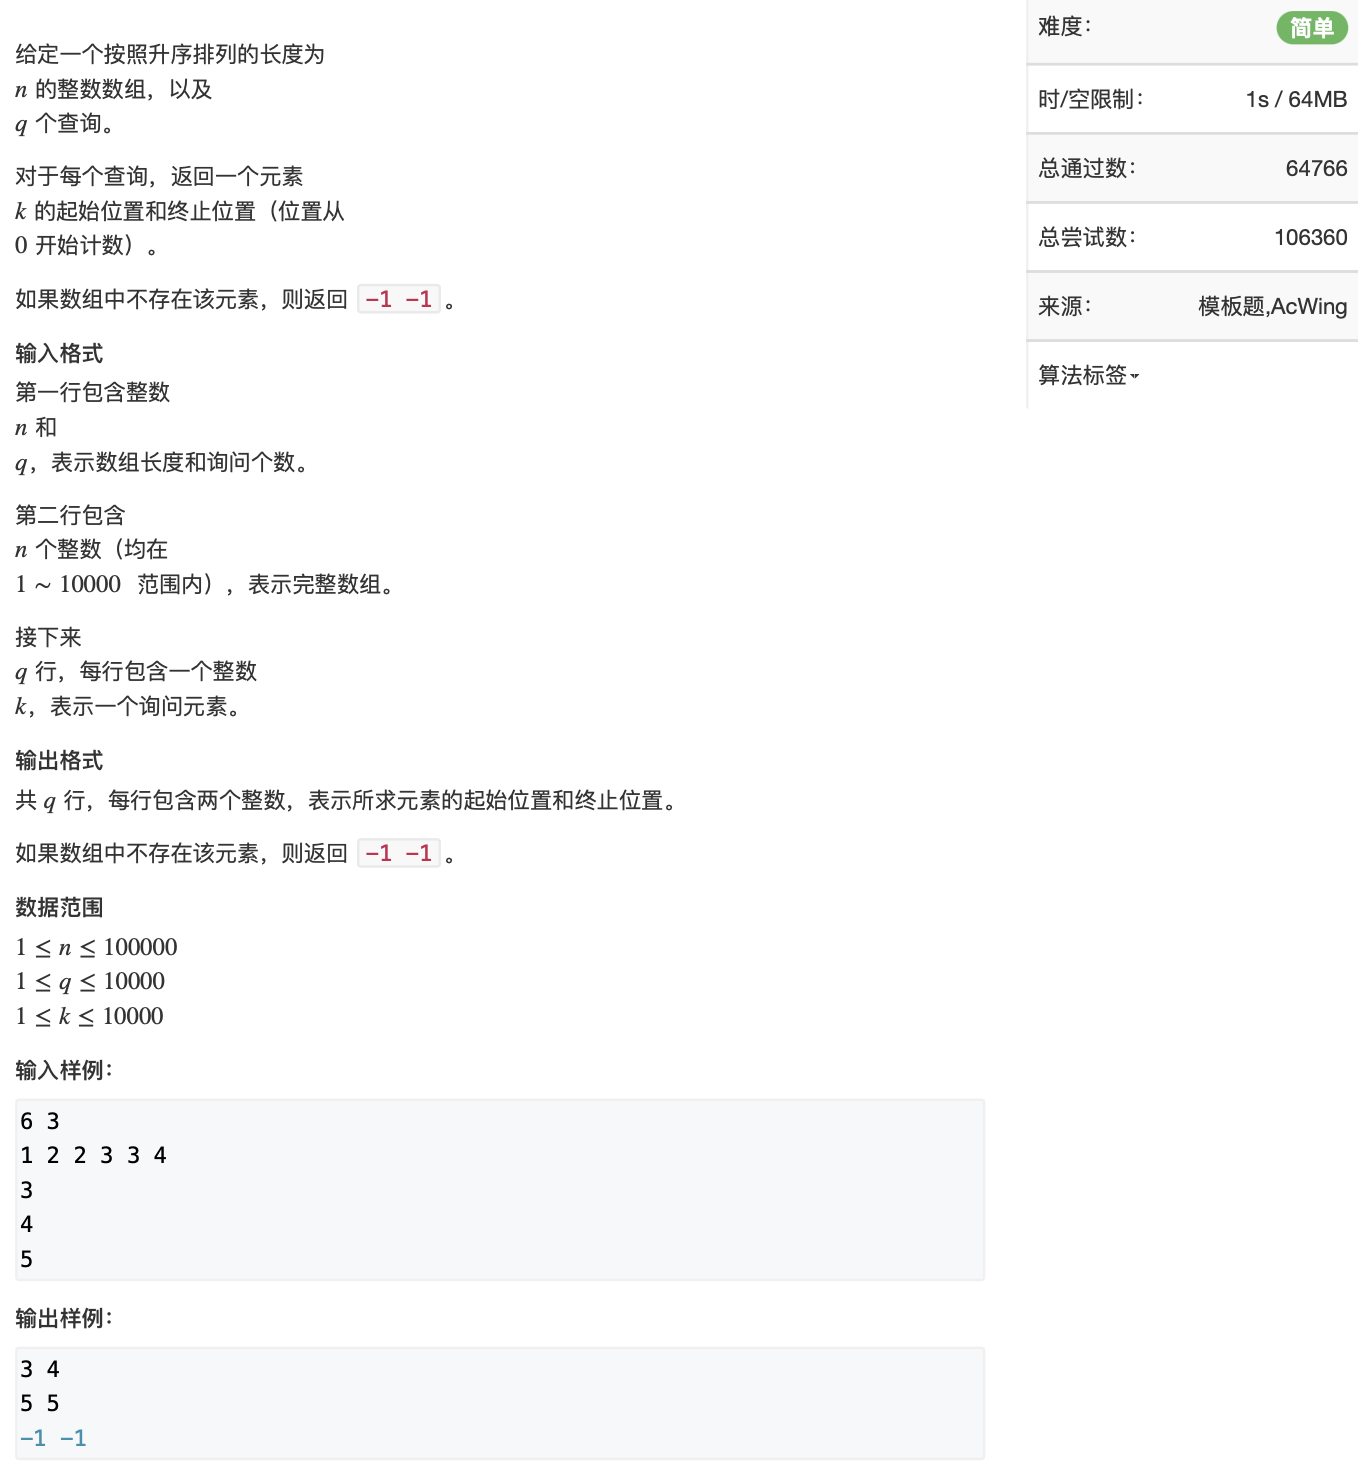 给定一个按照升序排列的长度为
n 的整数数组，以及
q 个查询。
对于每个查询，返回一个元素
k 的起始位置和终止位置（位置从
0 开始计数）。
如果数组中不存在该元素，则返回 -1 -1 。
输入格式
第一行包含整数
n 和
q，表示数组长度和询问个数。
第二行包含
n 个整数（均在
1 ∼ 10000 范围内），表示完整数组。
接下来
q 行，每行包含一个整数
k，表示一个询问元素。
输出格式
共 q 行，每行包含两个整数，表示所求元素的起始位置和终止位置。
如果数组中不存在该元素，则返回 -1 -1 。
数据范围
1 ≤ n ≤ 100000
1 ≤ q ≤ 10000
1 ≤ k ≤ 10000
输入样例：
6 3
1 2 2 3 3 4
3
4
5
输出样例：
3 4
5 5
-1 -1
难度： 简单
时/空限制： 1s / 64MB
总通过数： 64766
总尝试数： 106360
来源： 模板题,AcWing
算法标签